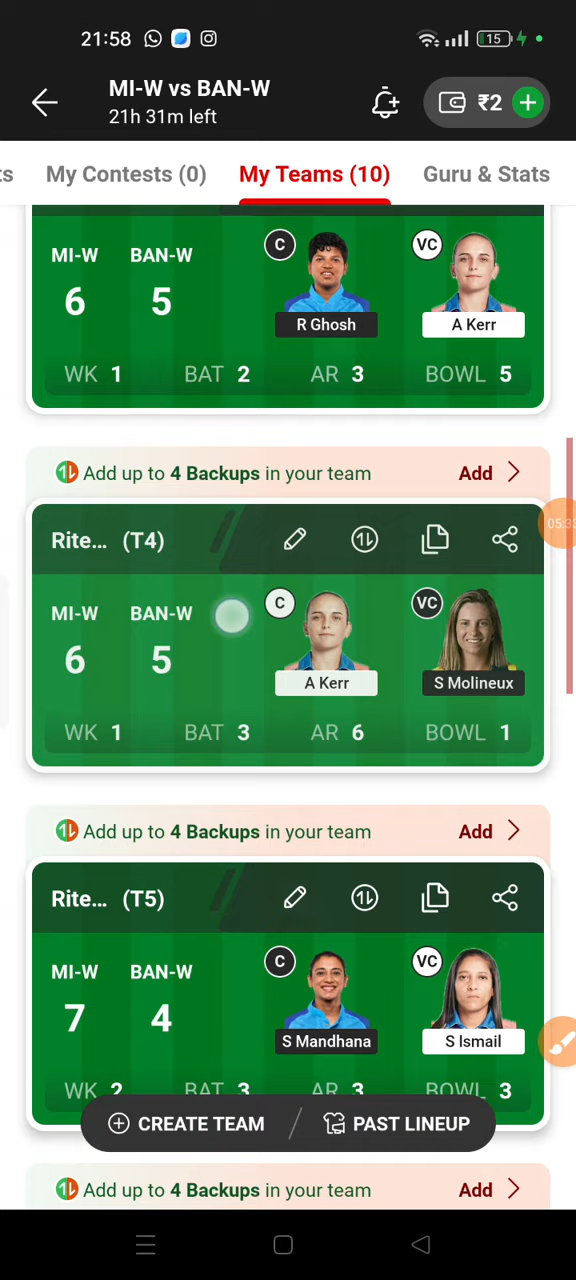 21:58
15
MI-W vs BAN-W
21h 31m left
₹2
ts
My Contests (0)
My Teams (10)
Guru & Stats
MI-W BAN-W
6 5
C VC
R Ghosh A Kerr
WK 1 BAT 2 AR 3 BOWL 5
Add up to 4 Backups in your team Add
Rite... (T4)
MI-W BAN-W
6 5
C VC
A Kerr S Molineux
WK 1 BAT 3 AR 6 BOWL 1
Add up to 4 Backups in your team Add
Rite... (T5)
MI-W BAN-W
7 4
C VC
S Mandhana S Ismail
WK 2 BAT 3 AR 3 BOWL 3
CREATE TEAM / PAST LINEUP
Add up to 4 Backups in your team Add